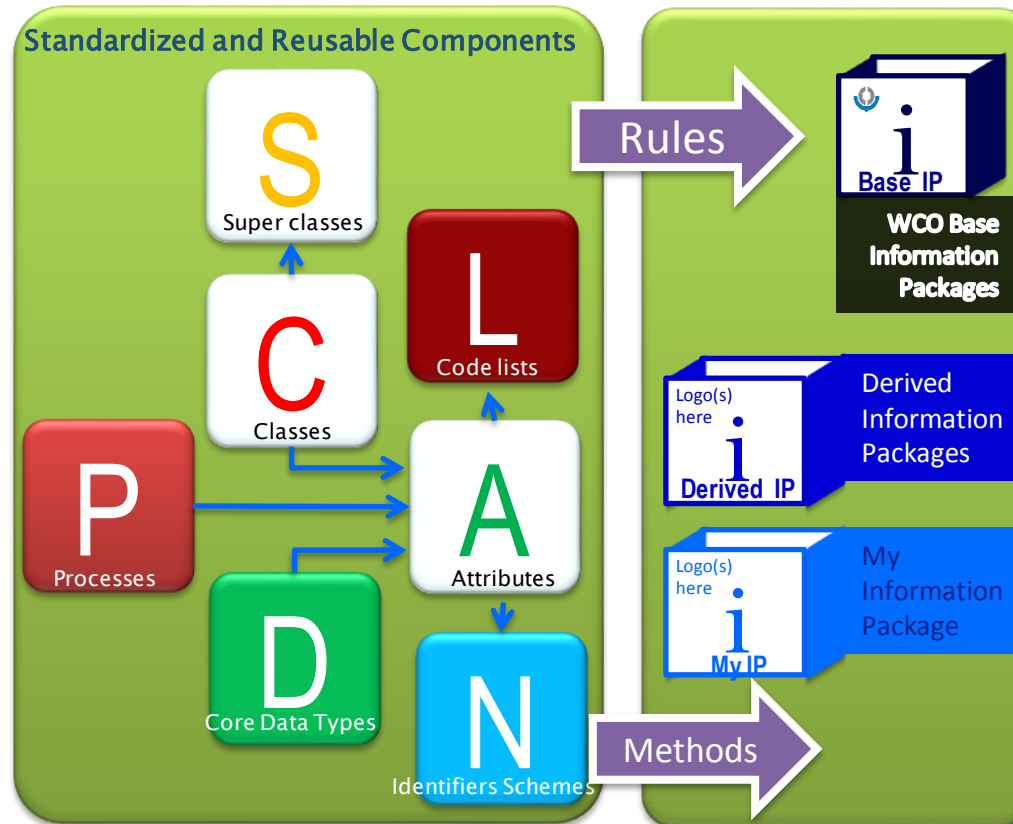 Standardized and Reusable Components
S
Super classes
C
Classes
L
Code lists
P
Processes
A
Attributes
D
Core Data Types
N
Identifiers Schemes
Rules
i
Base IP
WCO Base
Information
Packages
Logo(s)
here
i
Derived IP
Derived
Information
Packages
Logo(s)
here
i
My IP
My
Information
Package
Methods